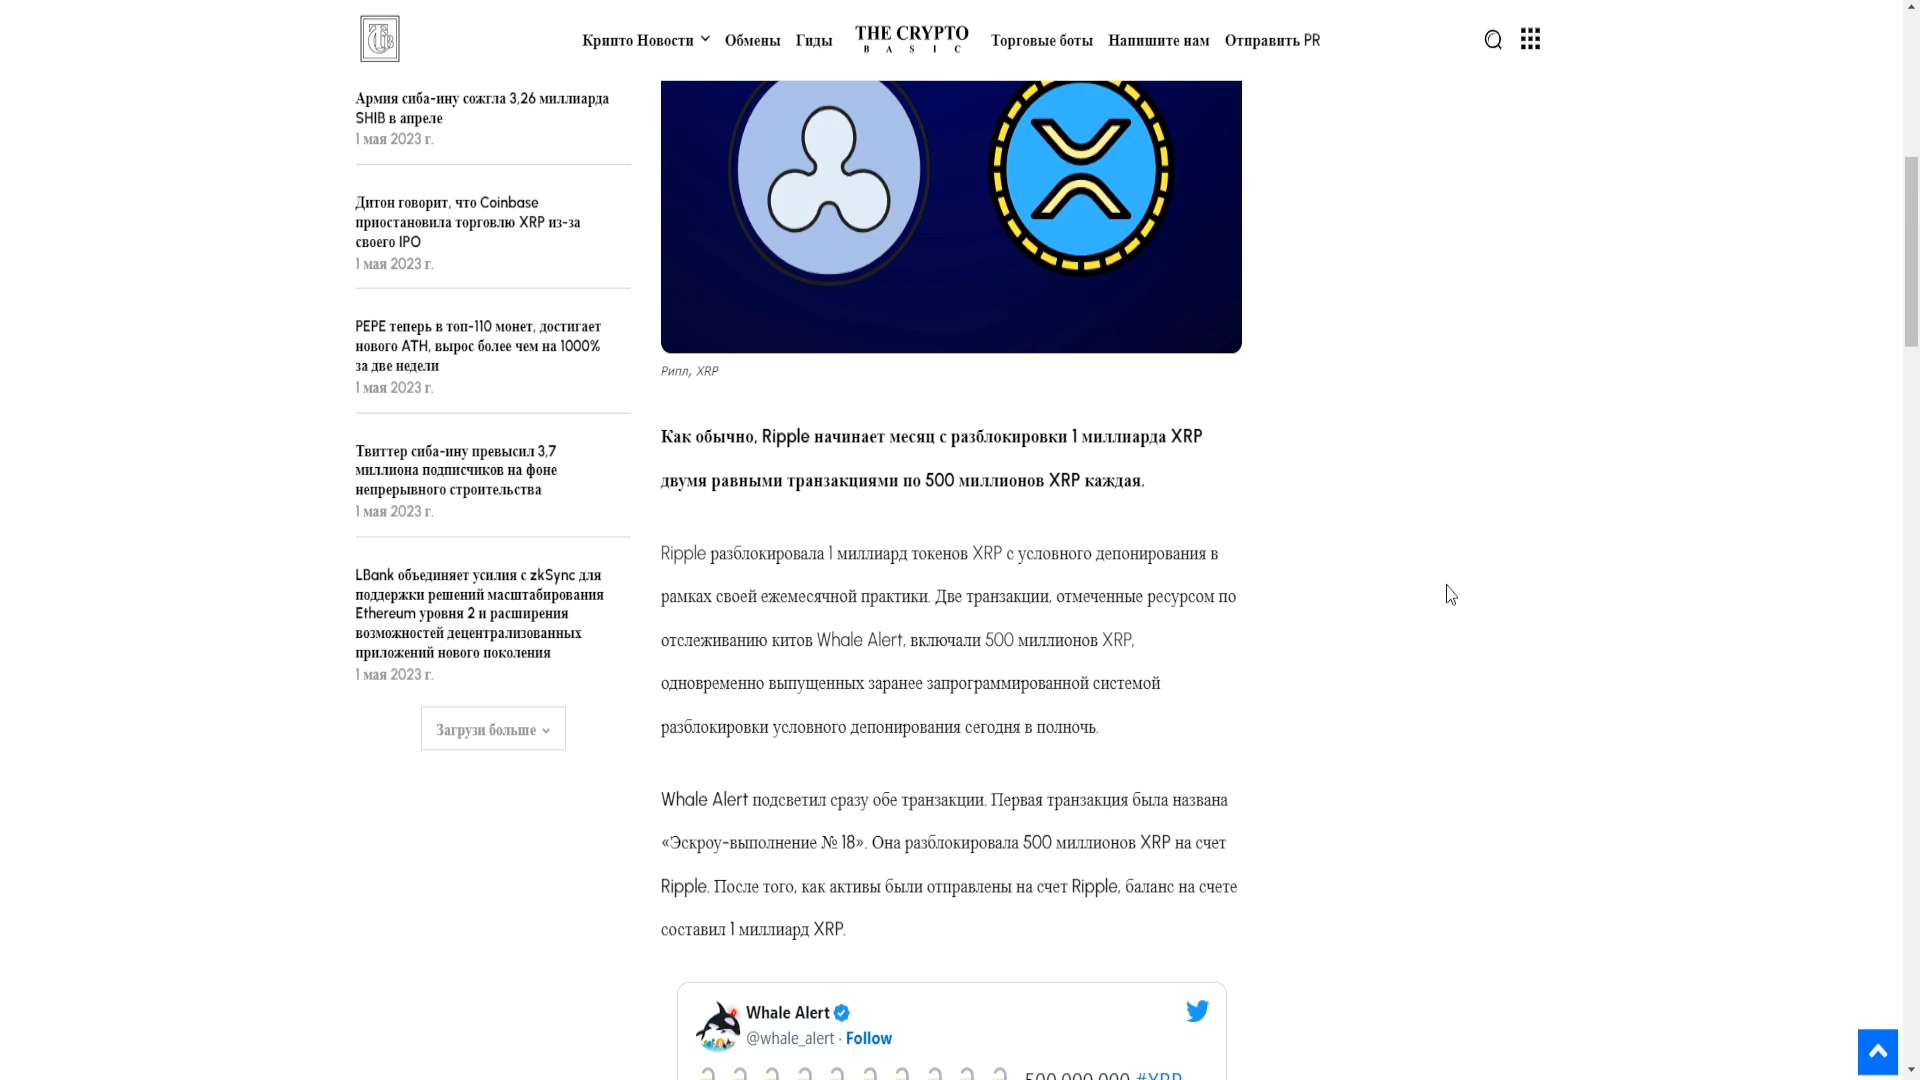 Крипто Новости
Обмены
Гиды
THE CRYPTO
BASIC
Торговые боты
Напишите нам
Отправить PR
Армия сиба-ину сожгла 3,26 миллиарда
SHIB в апреле
1 мая 2023 г.
Дитон говорит, что Coinbase
приостановила торговлю XRP из-за
своего IPO
1 мая 2023 г.
PEPE теперь в топ-110 монет, достигает
нового ATH, вырос более чем на 1000%
за две недели
1 мая 2023 г.
Твиттер сиба-ину превысил 3,7
миллиона подписчиков на фоне
непрерывного строительства
1 мая 2023 г.
LBank объединяет усилия с zkSync для
поддержки решений масштабирования
Ethereum уровня 2 и расширения
возможностей децентрализованных
приложений нового поколения
1 мая 2023 г.
Загрузи больше
Рипл, XRP
Как обычно, Ripple начинает месяц с разблокировки 1 миллиарда XRP
двумя равными транзакциями по 500 миллионов XRP каждая.
Ripple разблокировала 1 миллиард токенов XRP с условного депонирования в
рамках своей ежемесячной практики. Две транзакции, отмеченные ресурсом по
отслеживанию китов Whale Alert, включали 500 миллионов XRP,
одновременно выпущенных заранее запрограммированной системой
разблокировки условного депонирования сегодня в полночь.
Whale Alert подсветил сразу обе транзакции. Первая транзакция была названа
«Эскроу-выполнение № 18». Она разблокировала 500 миллионов XRP на счет
Ripple. После того, как активы были отправлены на счет Ripple, баланс на счете
составил 1 миллиард XRP.
Whale Alert
@whale_alert · Follow
500,000,000 #XRP